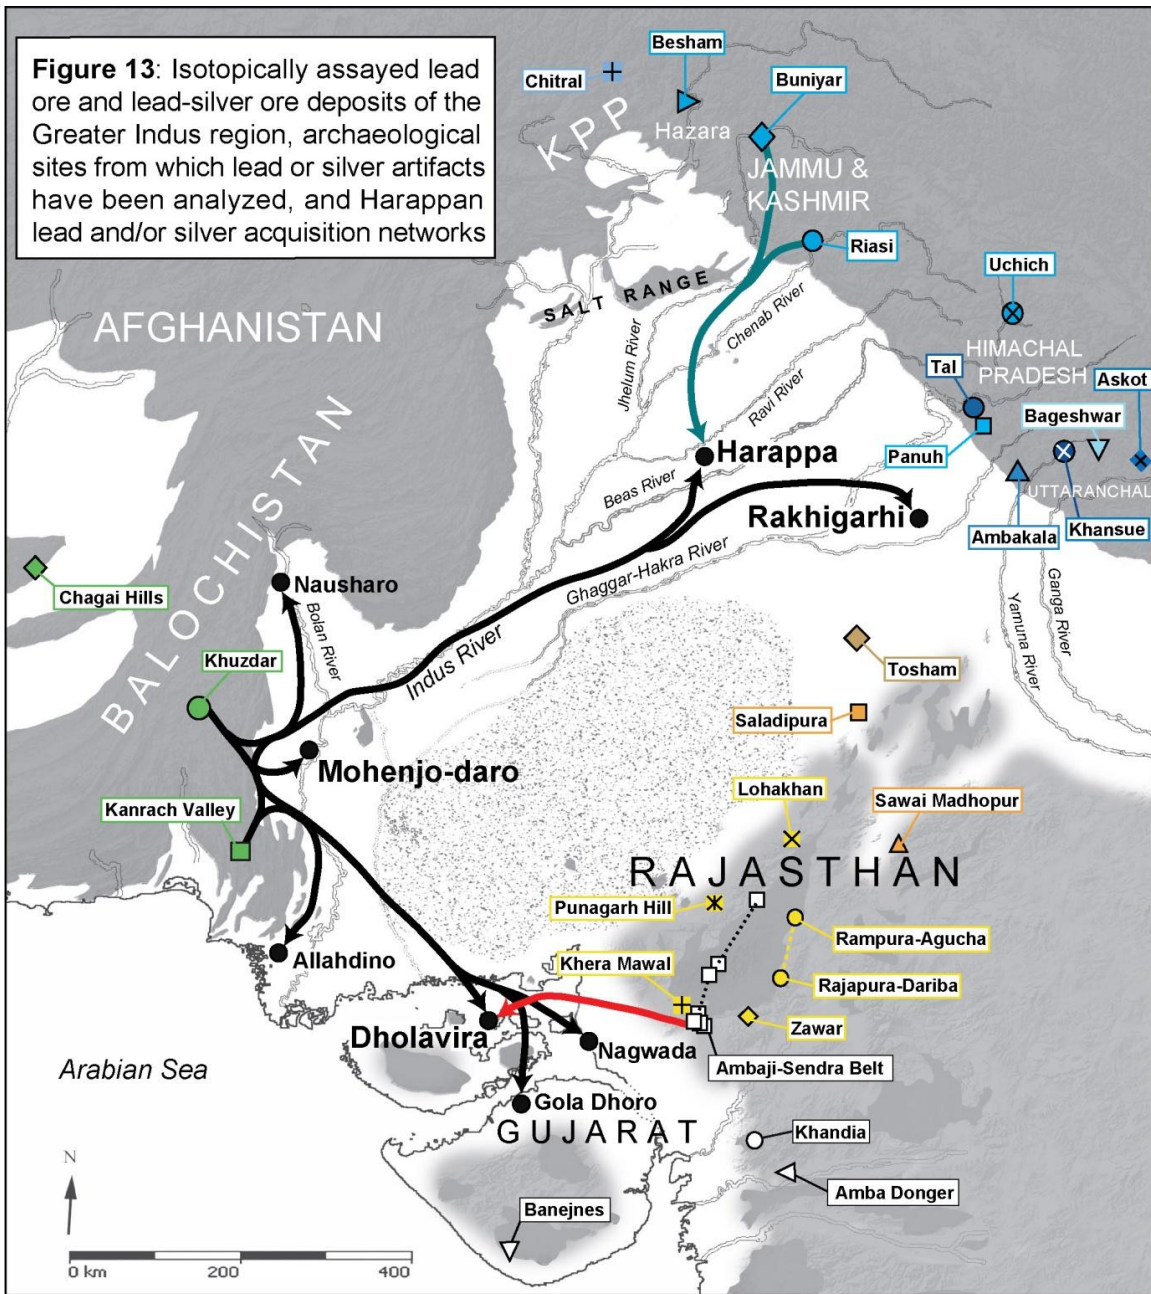 Figure 13: Isotopically assayed lead
ore and lead-silver ore deposits of the
Greater Indus region, archaeological
sites from which lead or silver artifacts
have been analyzed, and Harappan
lead and/or silver acquisition networks
Besham
Chitral
Buniyar
KPP
Hazara
JAMMU &
KASHMIR
Riasi
Uchich
SALT RANGE
AFGHANISTAN
Chenab River
Jhelum River
HIMACHAL
PRADESH
Tal
Askot
Bageshwar
Ravi River
Harappa
Panuh
Beas River
UTTARANCHAL
Rakhigarhi
Ambakala
Khansue
BALOCHISTAN
Chagai Hills
Nausharo
Ghaggar-Hakra River
Bolan River
Ganga River
Yamuna River
Khuzdar
Indus River
Tosham
Saladipura
Mohenjo-daro
Kanrach Valley
Lohakhan
Sawai Madhopur
RAJASTHAN
Punagarh Hill
Rampura-Agucha
Allahdino
Khera Mawal
Rajapura-Dariba
Dholavira
Zawar
Nagwada
Ambaji-Sendra Belt
Arabian Sea
Gola Dhoro
GUJARAT
Khandia
N
Amba Donger
Banejnes
0 km 200 400